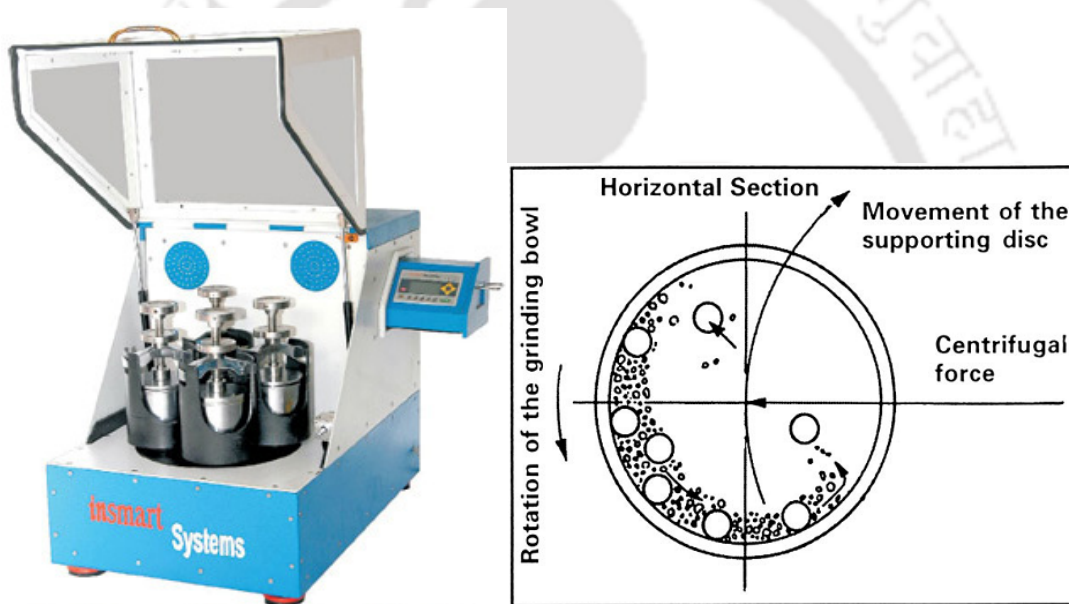 insmart
Systems
Horizontal Section
Movement of the
supporting disc
Centrifugal
force
Rotation of the grinding bowl